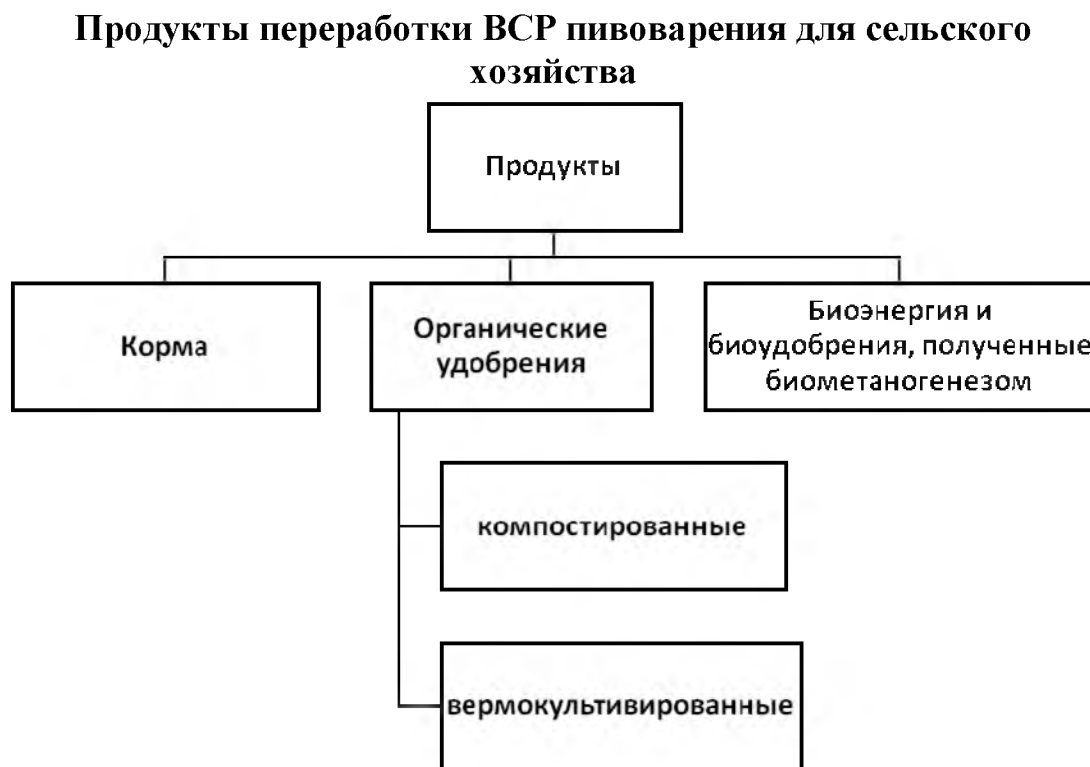 Продукты переработки ВСР пивоварения для сельского
хозяйства
Продукты
Корма
Органические
удобрения
Биоэнергия и
биоудобрения, полученные
биометаногенезом
компостированные
вермокультивированные